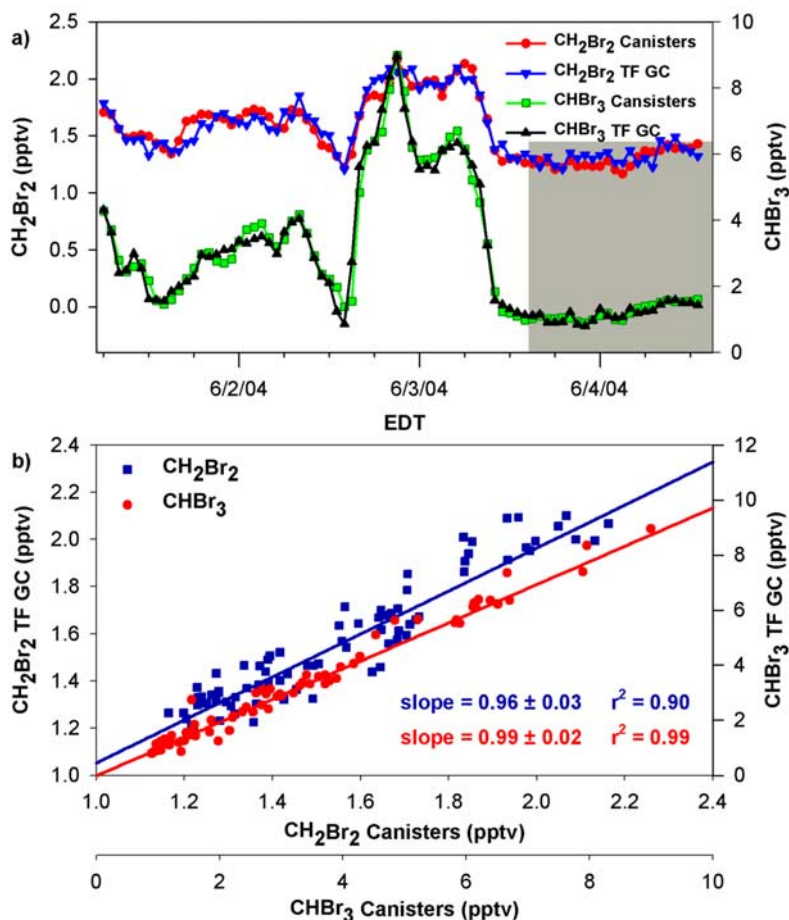 a)
2.5
2.0
1.5
1.0
0.5
0.0
CH2Br2 (pptv)
CH2Br2 Canisters
CH2Br2 TF GC
CHBr3 Canisters
CHBr3 TF GC
10
8
6
4
2
0
CHBr3 (pptv)
6/2/04 6/3/04 6/4/04
EDT
b)
2.4
2.2
2.0
1.8
1.6
1.4
1.2
1.0
CH2Br2 TF GC (pptv)
CH2Br2
CHBr3
12
10
8
6
4
2
0
CHBr3 TF GC (pptv)
slope = 0.96 ± 0.03 r2 = 0.90
slope = 0.99 ± 0.02 r2 = 0.99
1.0 1.2 1.4 1.6 1.8 2.0 2.2 2.4
CH2Br2 Canisters (pptv)
0 2 4 6 8 10
CHBr3 Canisters (pptv)